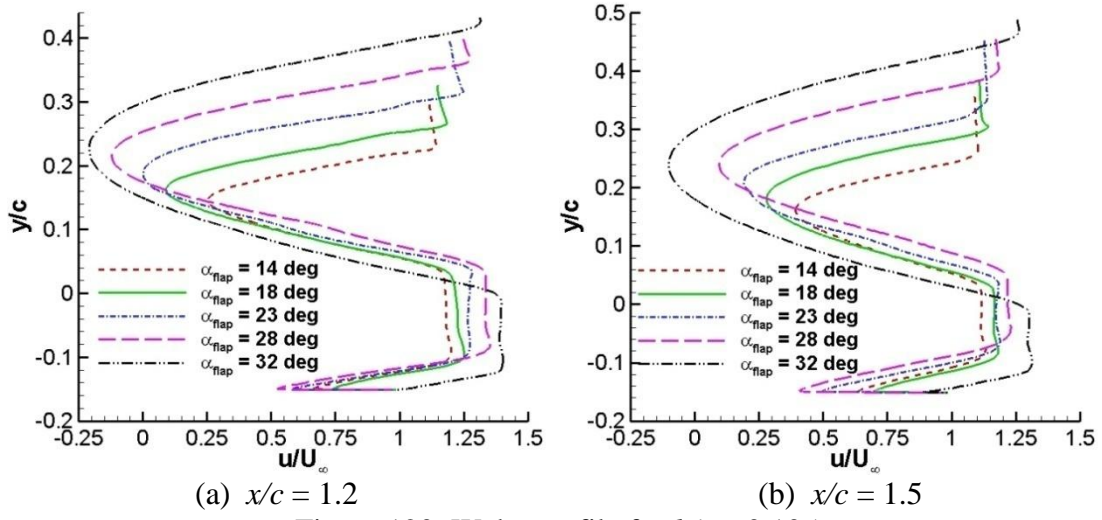 0.4
0.3
0.2
0.1
0
-0.1
-0.2
y/c
-0.25 0 0.25 0.5 0.75 1 1.25 1.5
u/U∞
αflap = 14 deg
αflap = 18 deg
αflap = 23 deg
αflap = 28 deg
αflap = 32 deg
(a) x/c = 1.2
0.5
0.4
0.3
0.2
0.1
0
-0.1
-0.2
y/c
-0.25 0 0.25 0.5 0.75 1 1.25 1.5
u/U∞
αflap = 14 deg
αflap = 18 deg
αflap = 23 deg
αflap = 28 deg
αflap = 32 deg
(b) x/c = 1.5